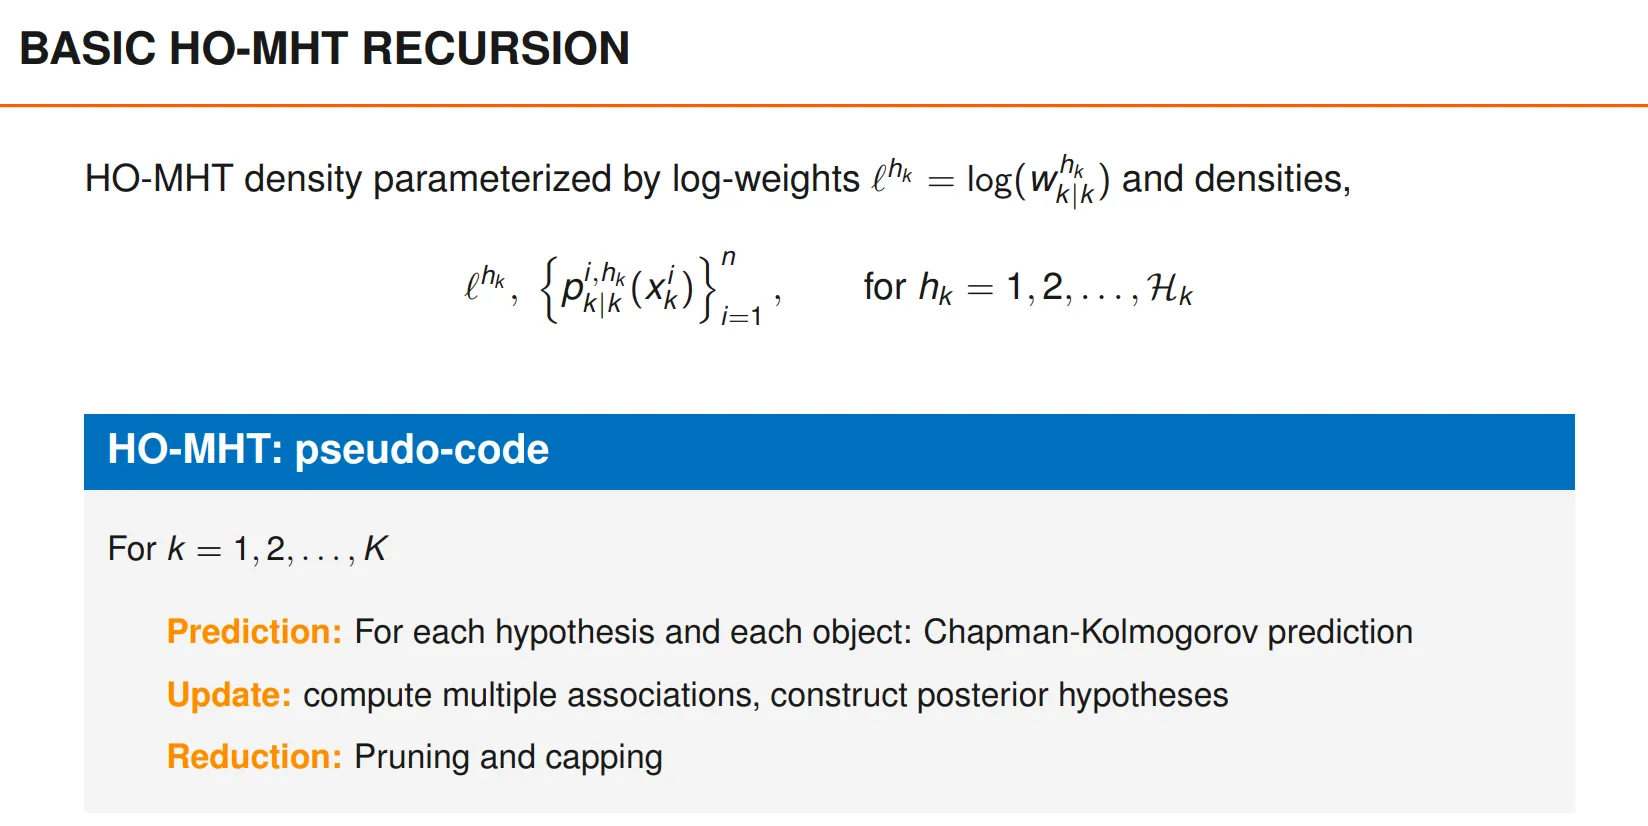 BASIC HO-MHT RECURSION
HO-MHT density parameterized by log-weights $\ell^{h_k} = \log(w_{k|k}^{h_k})$ and densities,
$\ell^{h_k}, \left\{ p_{k|k}^{i,h_k}(x_k^i) \right\}_{i=1}^{n}, \quad$ for $h_k = 1, 2, \ldots, \mathcal{H}_k$
HO-MHT: pseudo-code
For $k = 1, 2, \ldots, K$
Prediction: For each hypothesis and each object: Chapman-Kolmogorov prediction
Update: compute multiple associations, construct posterior hypotheses
Reduction: Pruning and capping